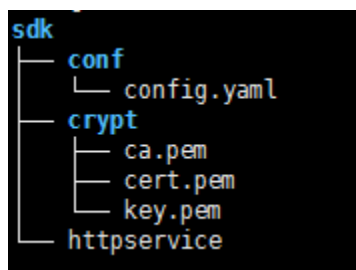 sdk
├── conf
│   └── config.yaml
├── crypt
│   ├── ca.pem
│   ├── cert.pem
│   └── key.pem
└── httpservice